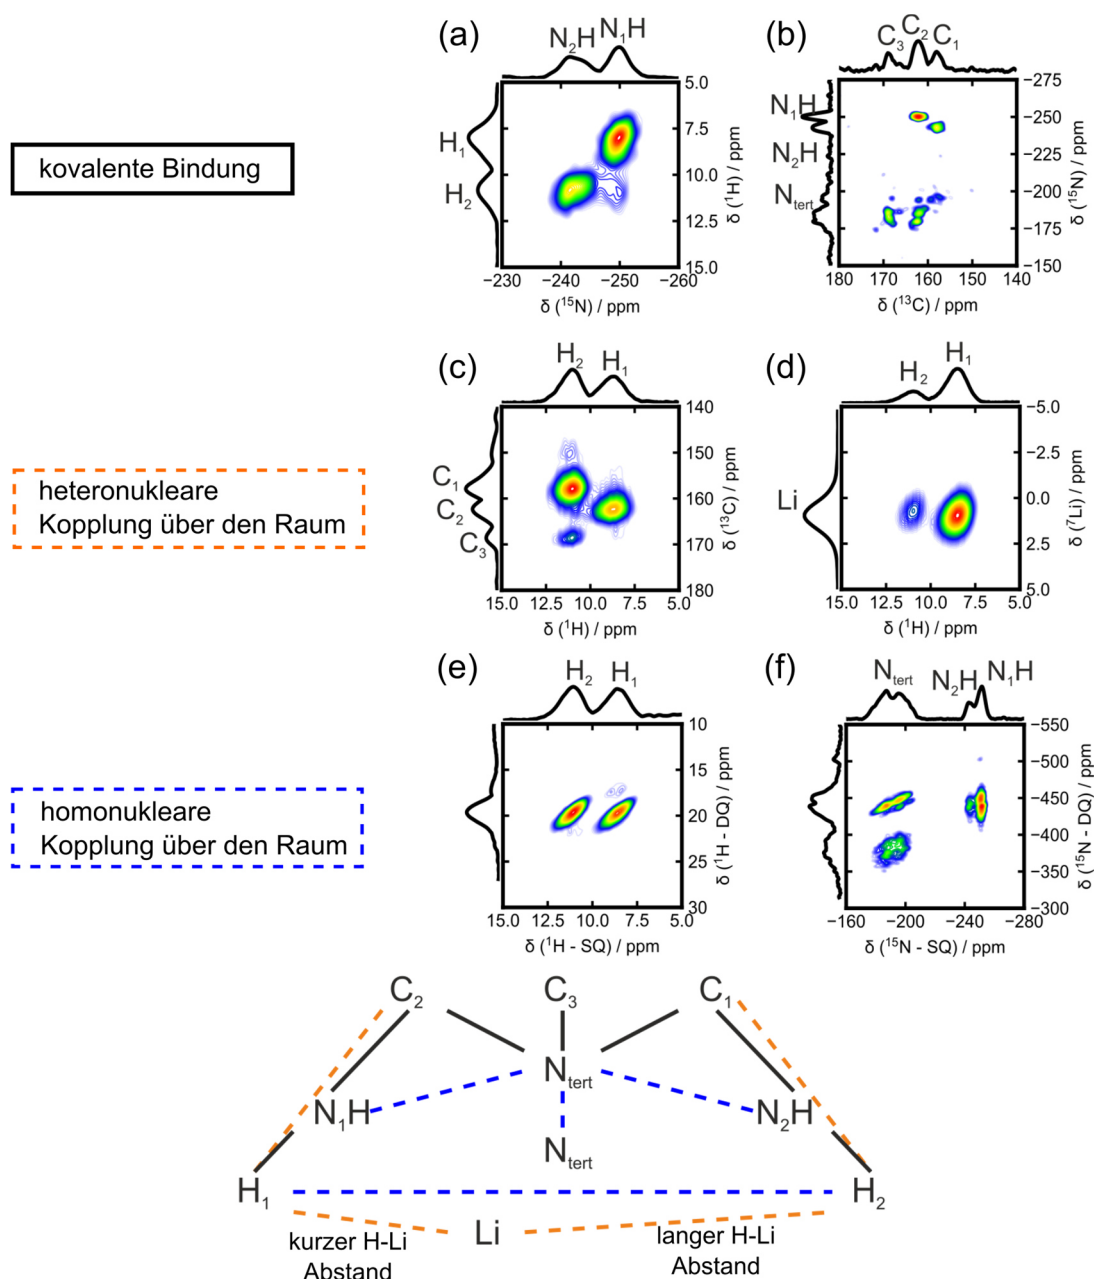 (a)
N₂H N₁H
H₁
H₂
5.0
7.5
10.0
12.5
15.0
−230 −240 −250 −260
δ (¹⁵N) / ppm
δ (¹H) / ppm
(b)
C₃ C₂ C₁
N₁H
N₂H
Ntert
−275
−250
−225
−200
−175
−150
180 160 140
δ (¹³C) / ppm
δ (¹⁵N) / ppm
kovalente Bindung
(c)
H₂ H₁
C₁
C₂
C₃
140
150
160
170
180
15.0 12.5 10.0 7.5 5.0
δ (¹H) / ppm
δ (¹³C) / ppm
(d)
H₂ H₁
Li
−5.0
−2.5
0.0
2.5
5.0
15.0 12.5 10.0 7.5 5.0
δ (¹H) / ppm
δ (⁷Li) / ppm
heteronukleare
Kopplung über den Raum
(e)
H₂ H₁
10
15
20
25
30
15.0 12.5 10.0 7.5 5.0
δ (¹H - SQ) / ppm
δ (¹H - DQ) / ppm
(f)
Ntert N₂H N₁H
−550
−500
−450
−400
−350
−300
−160 −200 −240 −280
δ (¹⁵N - SQ) / ppm
δ (¹⁵N - DQ) / ppm
homonukleare
Kopplung über den Raum
C₂ C₃ C₁
Ntert
N₁H N₂H
Ntert
H₁ H₂
Li
kurzer H-Li
Abstand
langer H-Li
Abstand